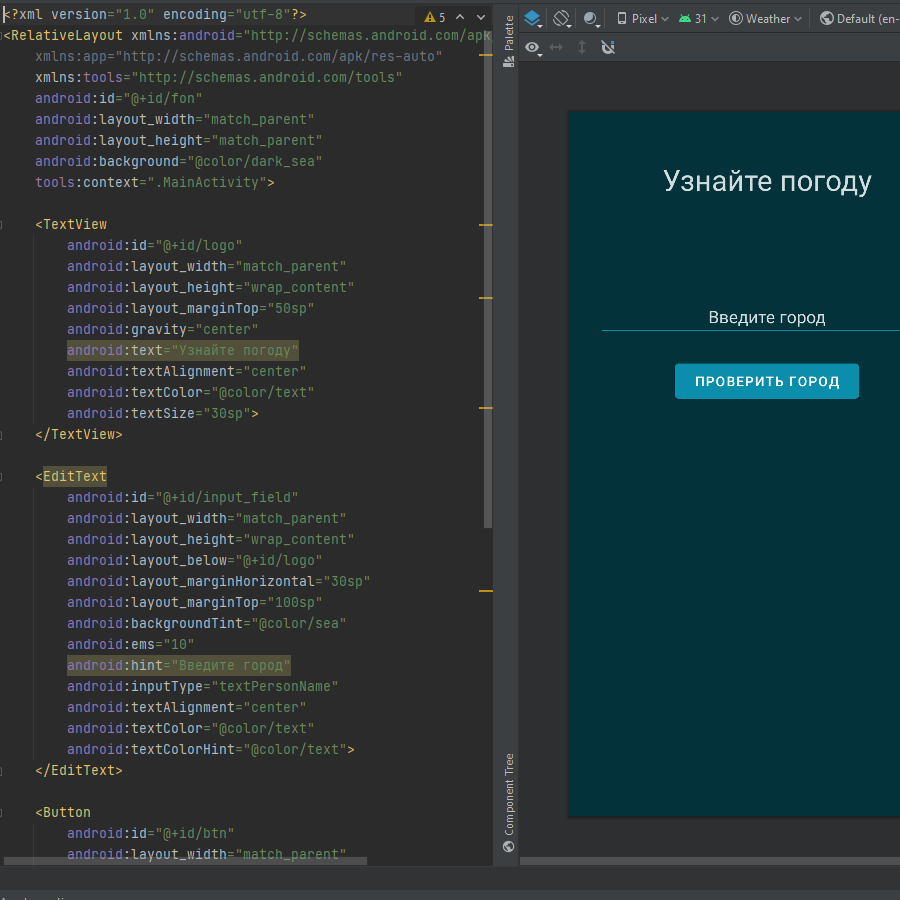 <?xml version="1.0" encoding="utf-8"?>
5
<RelativeLayout xmlns:android="http://schemas.android.com/apk
    xmlns:app="http://schemas.android.com/apk/res-auto"
    xmlns:tools="http://schemas.android.com/tools"
    android:id="@+id/fon"
    android:layout_width="match_parent"
    android:layout_height="match_parent"
    android:background="@color/dark_sea"
    tools:context=".MainActivity">
    <TextView
        android:id="@+id/logo"
        android:layout_width="match_parent"
        android:layout_height="wrap_content"
        android:layout_marginTop="50sp"
        android:gravity="center"
        android:text="Узнайте погоду"
        android:textAlignment="center"
        android:textColor="@color/text"
        android:textSize="30sp">
    </TextView>
    <EditText
        android:id="@+id/input_field"
        android:layout_width="match_parent"
        android:layout_height="wrap_content"
        android:layout_below="@+id/logo"
        android:layout_marginHorizontal="30sp"
        android:layout_marginTop="100sp"
        android:backgroundTint="@color/sea"
        android:ems="10"
        android:hint="Введите город"
        android:inputType="textPersonName"
        android:textAlignment="center"
        android:textColor="@color/text"
        android:textColorHint="@color/text">
    </EditText>
    <Button
        android:id="@+id/btn"
        android:layout_width="match_parent"
Palette
Component Tree
Pixel
31
Weather
Default (en-
Узнайте погоду
Введите город
ПРОВЕРИТЬ ГОРОД